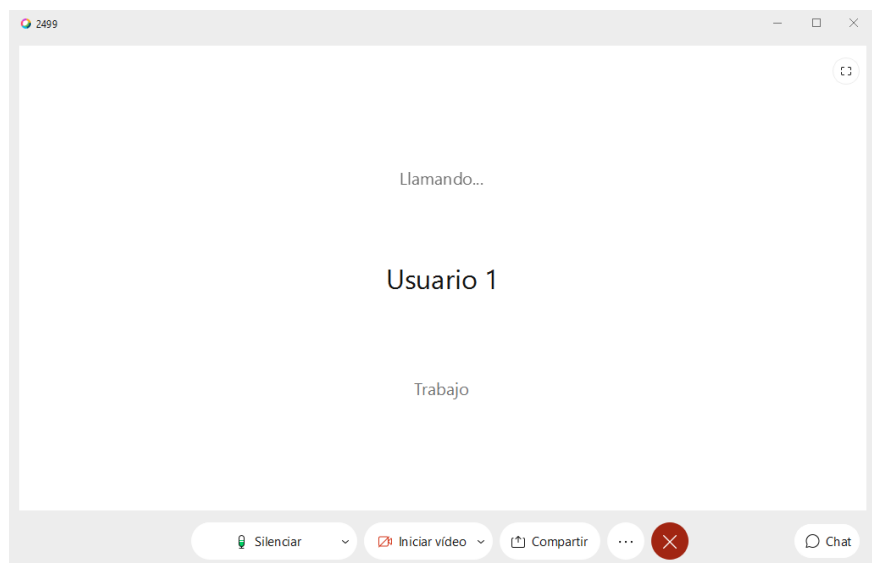 2499
Llamando...
Usuario 1
Trabajo
Silenciar
Iniciar vídeo
Compartir
Chat